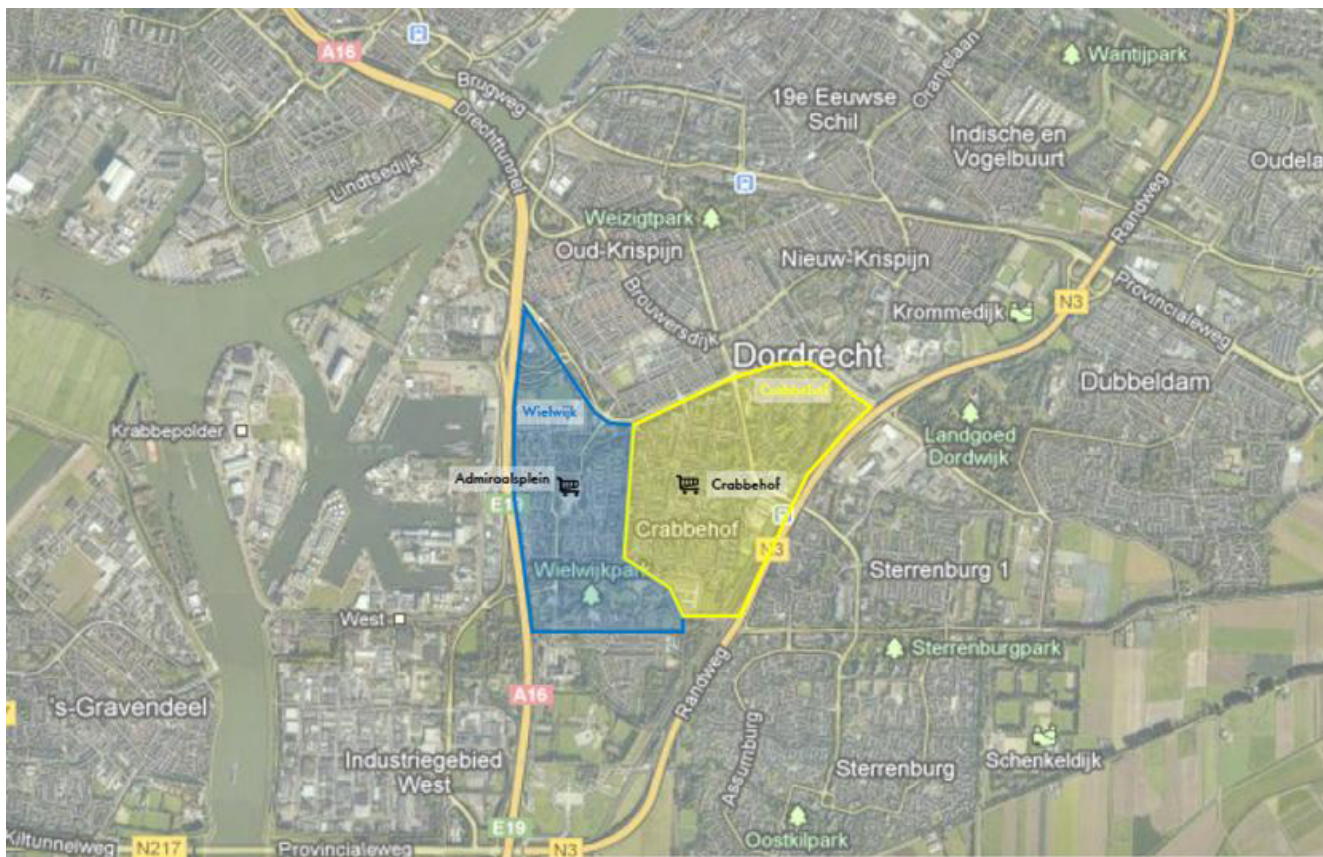 A16
Brugweg
Drechttunnel
Lindtsedijk
Wantijpark
Oranjelaan
19e Eeuwse
Schil
Indische en
Vogelbuurt
Weizigtpark
Oud-Krispijn
Nieuw-Krispijn
Brouwersdijk
Randweg
N3
Provincialeweg
Krommedijk
Dordrecht
Dubbeldam
Crabbehof
Wielwijk
Krabbepolder
Landgoed
Dordwijk
Admiraalsplein
Crabbehof
Crabbehof
N3
Wielwijkpark
Sterrenburg 1
West
Sterrenburgpark
A16
Randweg
's-Gravendeel
Industriegebied
West
Assumburg
Sterrenburg
Schenkeldijk
E19
Oostkilpark
Kiltunnelweg
N217
Provincialeweg
N3